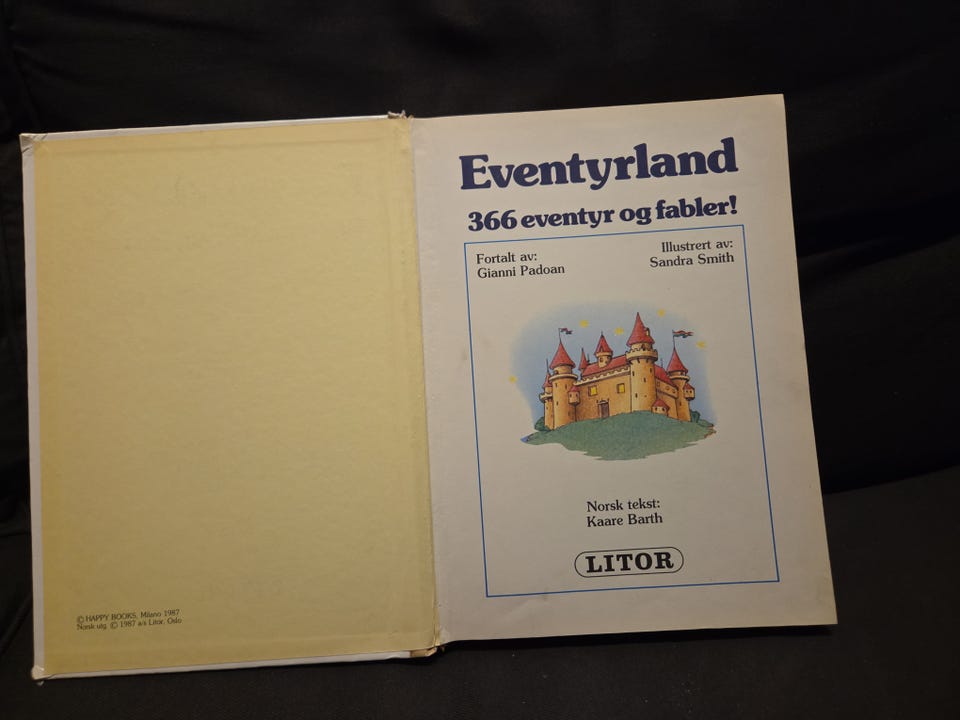 © HAPPY BOOKS, Milano 1987
Norsk utg. © 1987 a/s Litor, Oslo
Eventyrland
366 eventyr og fabler!
Fortalt av:
Gianni Padoan
Illustrert av:
Sandra Smith
Norsk tekst:
Kaare Barth
LITOR